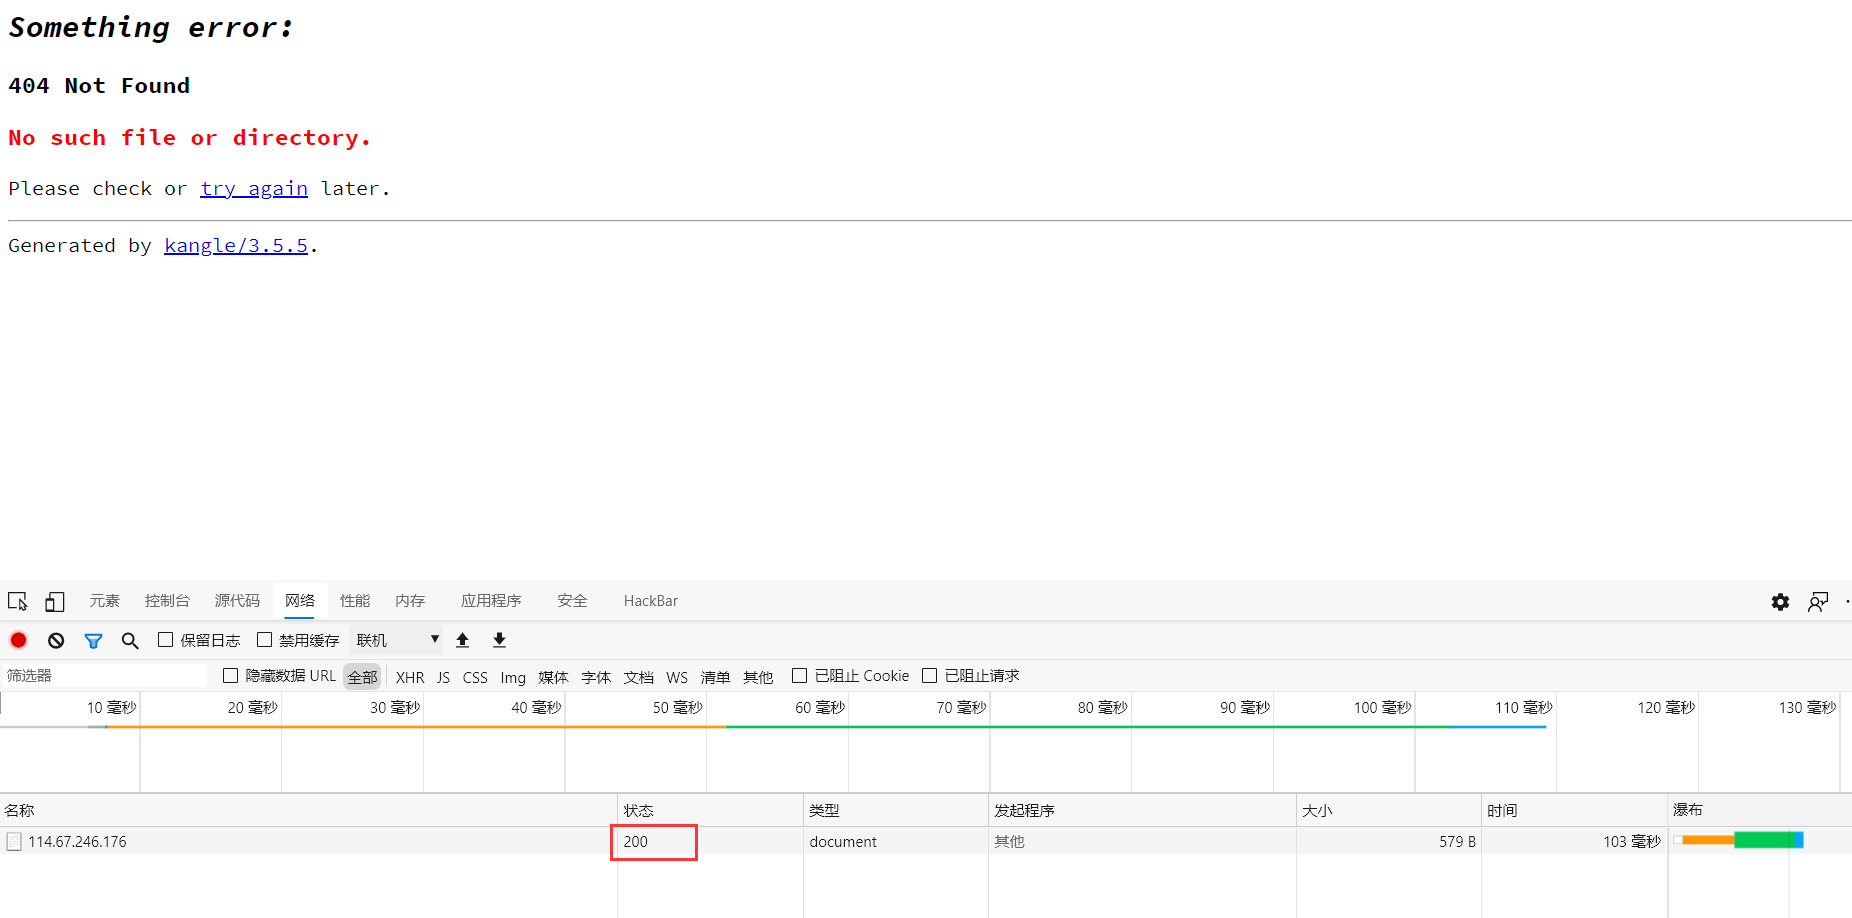 Something error:
404 Not Found
No such file or directory.
Please check or try again later.
Generated by kangle/3.5.5.
元素 控制台 源代码 网络 性能 内存 应用程序 安全 HackBar
保留日志 禁用缓存 联机
筛选器 隐藏数据 URL 全部 XHR JS CSS Img 媒体 字体 文档 WS 清单 其他 已阻止 Cookie 已阻止请求
10 毫秒 20 毫秒 30 毫秒 40 毫秒 50 毫秒 60 毫秒 70 毫秒 80 毫秒 90 毫秒 100 毫秒 110 毫秒 120 毫秒 130 毫秒
名称 状态 类型 发起程序 大小 时间 瀑布
114.67.246.176 200 document 其他 579 B 103 毫秒